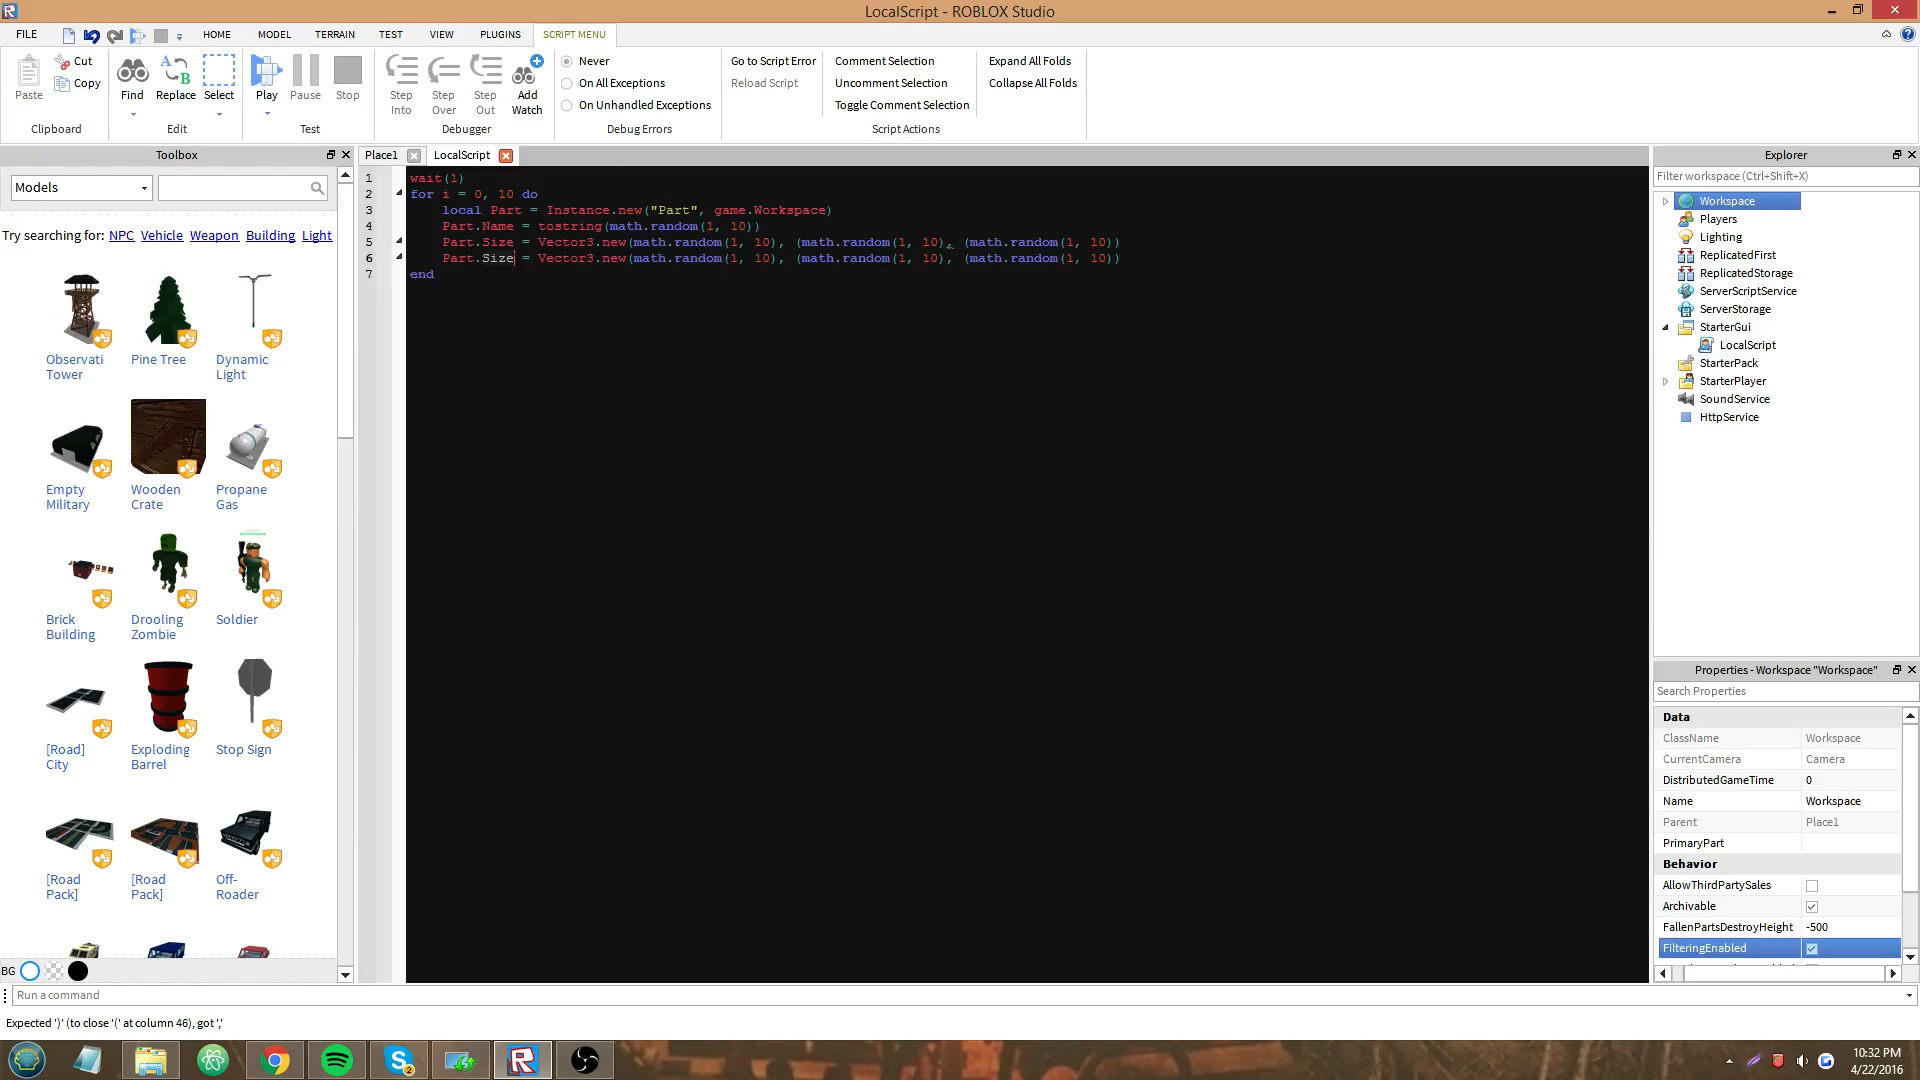 LocalScript - ROBLOX Studio
FILE HOME MODEL TERRAIN TEST VIEW PLUGINS SCRIPT MENU
Paste
Cut
Copy
Clipboard
Find
Replace
Select
Edit
Play
Pause
Stop
Test
Step Into
Step Over
Step Out
Add Watch
Debugger
Never
On All Exceptions
On Unhandled Exceptions
Debug Errors
Go to Script Error
Reload Script
Comment Selection
Uncomment Selection
Toggle Comment Selection
Expand All Folds
Collapse All Folds
Script Actions
Toolbox
Models
Try searching for: NPC Vehicle Weapon Building Light
Observati Tower
Pine Tree
Dynamic Light
Empty Military
Wooden Crate
Propane Gas
Brick Building
Drooling Zombie
Soldier
[Road] City
Exploding Barrel
Stop Sign
[Road Pack]
[Road Pack]
Off-Roader
BG
Place1
LocalScript
1 wait(1)
2 for i = 0, 10 do
3 local Part = Instance.new("Part", game.Workspace)
4 Part.Name = tostring(math.random(1, 10))
5 Part.Size = Vector3.new(math.random(1, 10), (math.random(1, 10), (math.random(1, 10))
6 Part.Size = Vector3.new(math.random(1, 10), (math.random(1, 10), (math.random(1, 10))
7 end
Explorer
Filter workspace (Ctrl+Shift+X)
Workspace
Players
Lighting
ReplicatedFirst
ReplicatedStorage
ServerScriptService
ServerStorage
StarterGui
LocalScript
StarterPack
StarterPlayer
SoundService
HttpService
Properties - Workspace "Workspace"
Search Properties
Data
ClassName Workspace
CurrentCamera Camera
DistributedGameTime 0
Name Workspace
Parent Place1
PrimaryPart
Behavior
AllowThirdPartySales
Archivable
FallenPartsDestroyHeight -500
FilteringEnabled
Run a command
Expected ')' (to close '(' at column 46), got ','
2
10:32 PM
4/22/2016